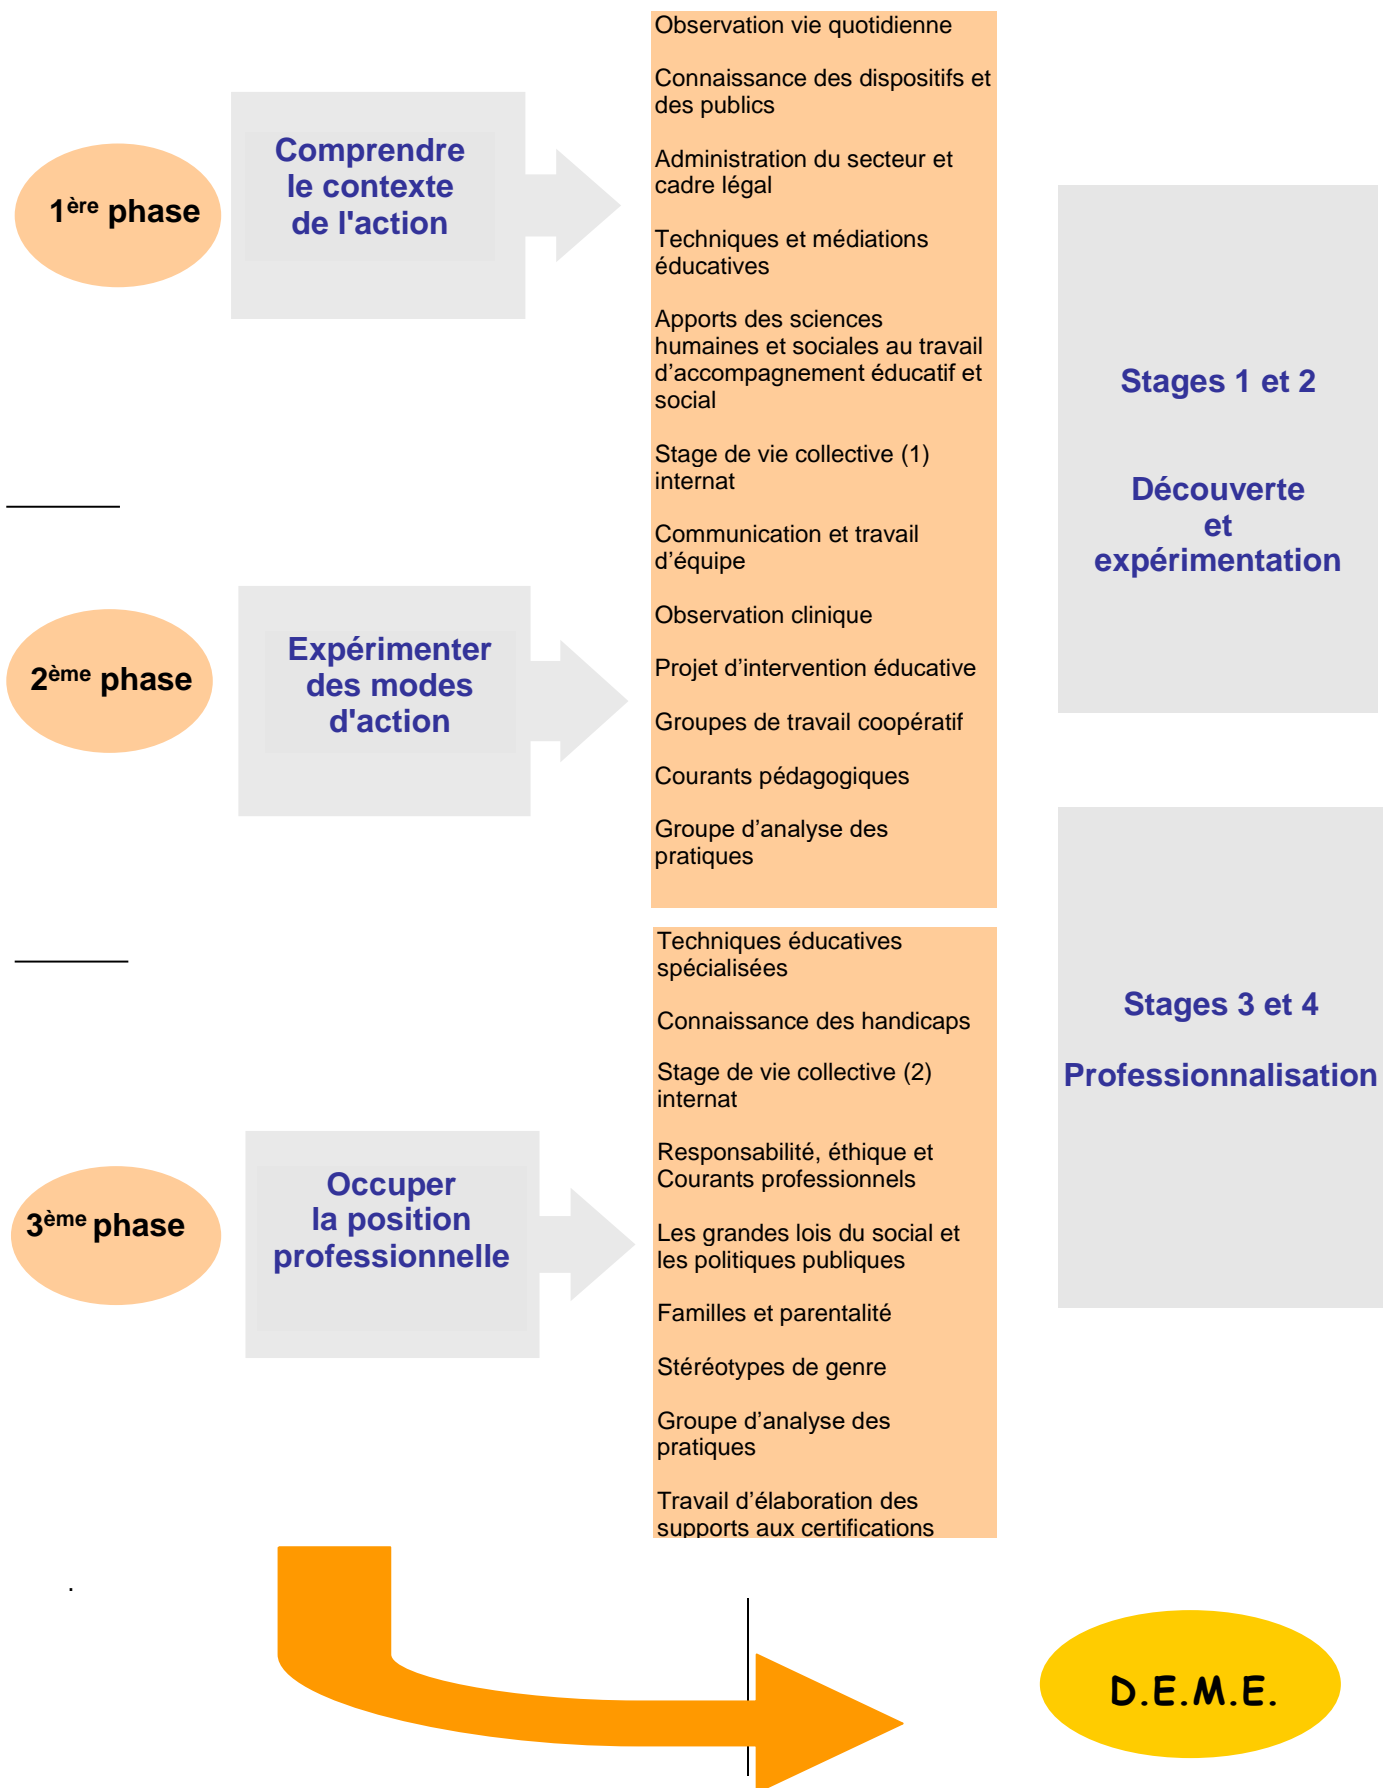 1ère phase
Comprendre
le contexte
de l'action
Observation vie quotidienne
Connaissance des dispositifs et
des publics
Administration du secteur et
cadre légal
Techniques et médiations
éducatives
Apports des sciences
humaines et sociales au travail
d’accompagnement éducatif et
social
Stage de vie collective (1)
internat
Communication et travail
d’équipe
Observation clinique
Projet d’intervention éducative
Groupes de travail coopératif
Courants pédagogiques
Groupe d’analyse des
pratiques
Stages 1 et 2
Découverte
et
expérimentation
2ème phase
Expérimenter
des modes
d'action
3ème phase
Occuper
la position
professionnelle
Techniques éducatives
spécialisées
Connaissance des handicaps
Stage de vie collective (2)
internat
Responsabilité, éthique et
Courants professionnels
Les grandes lois du social et
les politiques publiques
Familles et parentalité
Stéréotypes de genre
Groupe d’analyse des
pratiques
Travail d’élaboration des
supports aux certifications
Stages 3 et 4
Professionnalisation
.
D.E.M.E.